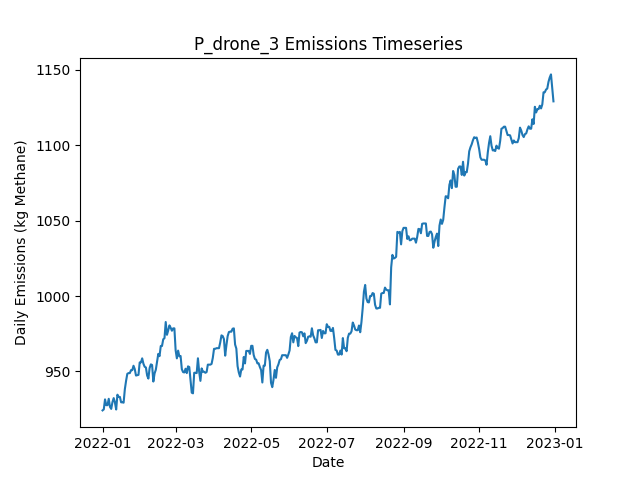 P_drone_3 Emissions Timeseries
Daily Emissions (kg Methane)
1150
1100
1050
1000
950
2022-01 2022-03 2022-05 2022-07 2022-09 2022-11 2023-01
Date